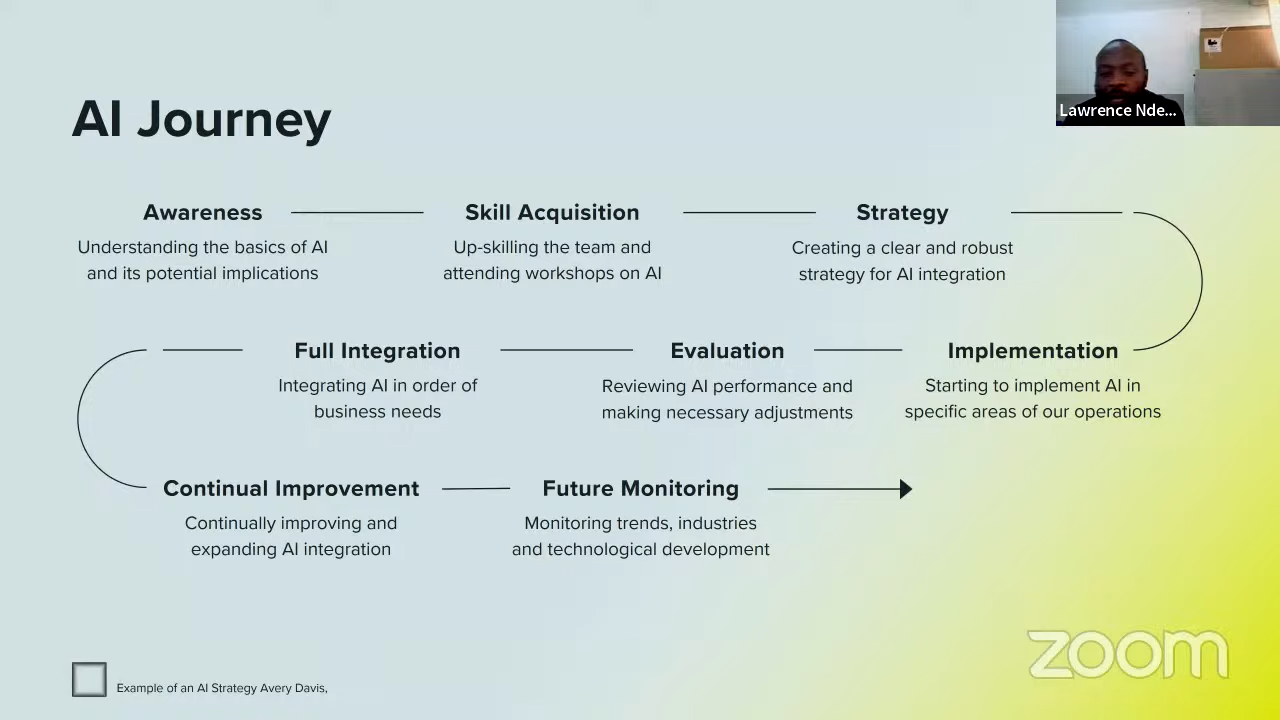 Lawrence Nde...
AI Journey
Awareness
Understanding the basics of AI
and its potential implications
Skill Acquisition
Up-skilling the team and
attending workshops on AI
Strategy
Creating a clear and robust
strategy for AI integration
Implementation
Starting to implement AI in
specific areas of our operations
Evaluation
Reviewing AI performance and
making necessary adjustments
Full Integration
Integrating AI in order of
business needs
Continual Improvement
Continually improving and
expanding AI integration
Future Monitoring
Monitoring trends, industries
and technological development
Example of an AI Strategy Avery Davis,
zoom